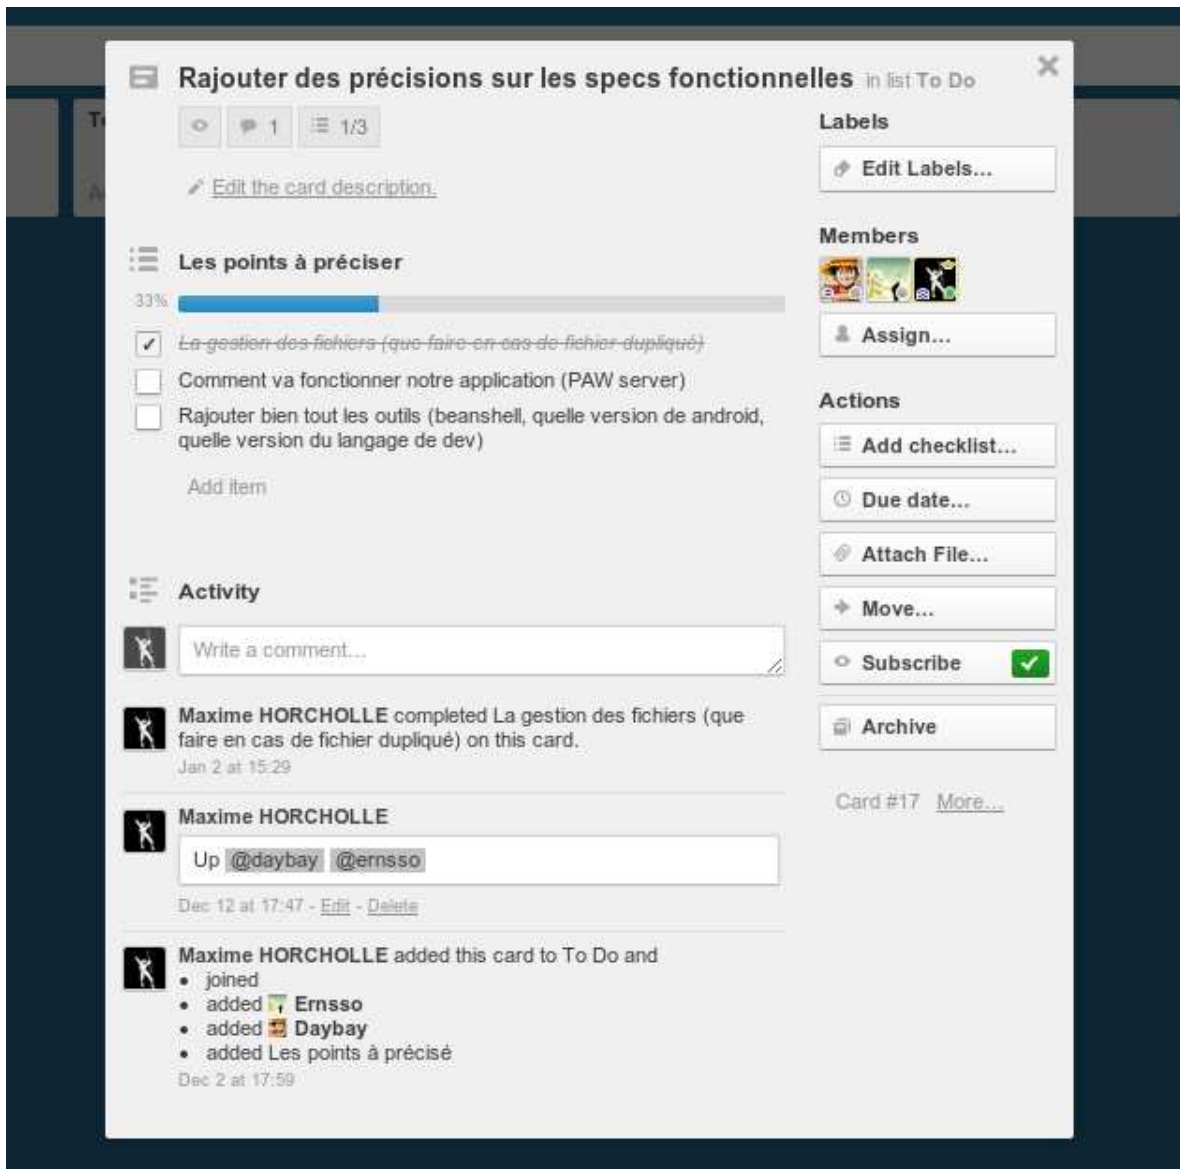 Rajouter des précisions sur les specs fonctionnelles in list To Do
1 1/3
Edit the card description.
Les points à préciser
33%
La gestion des fichiers (que faire en cas de fichier dupliqué)
Comment va fonctionner notre application (PAW server)
Rajouter bien tout les outils (beanshell, quelle version de android,
quelle version du langage de dev)
Add item
Activity
Write a comment...
Maxime HORCHOLLE completed La gestion des fichiers (que
faire en cas de fichier dupliqué) on this card.
Jan 2 at 15:29
Maxime HORCHOLLE
Up @daybay @ernsso
Dec 12 at 17:47 - Edit - Delete
Maxime HORCHOLLE added this card to To Do and
• joined
• added Ernsso
• added Daybay
• added Les points à précisé
Dec 2 at 17:59
Labels
Edit Labels...
Members
Assign...
Actions
Add checklist...
Due date...
Attach File...
Move...
Subscribe
Archive
Card #17 More...